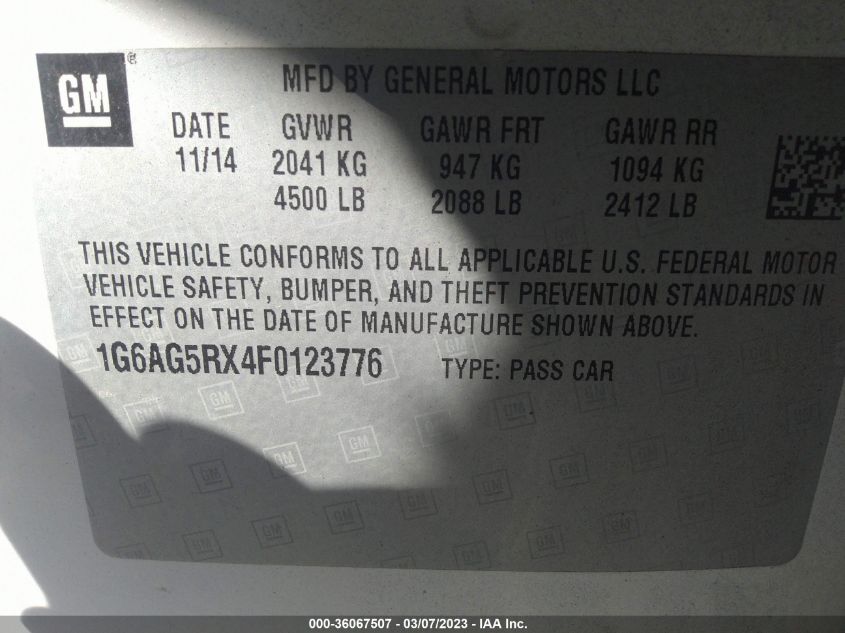 GM
MFD BY GENERAL MOTORS LLC
DATE GVWR GAWR FRT GAWR RR
11/14 2041 KG 947 KG 1094 KG
4500 LB 2088 LB 2412 LB
THIS VEHICLE CONFORMS TO ALL APPLICABLE U.S. FEDERAL MOTOR
VEHICLE SAFETY, BUMPER, AND THEFT PREVENTION STANDARDS IN
EFFECT ON THE DATE OF MANUFACTURE SHOWN ABOVE.
1G6AG5RX4F0123776 TYPE: PASS CAR
000-36067507 - 03/07/2023 - IAA Inc.